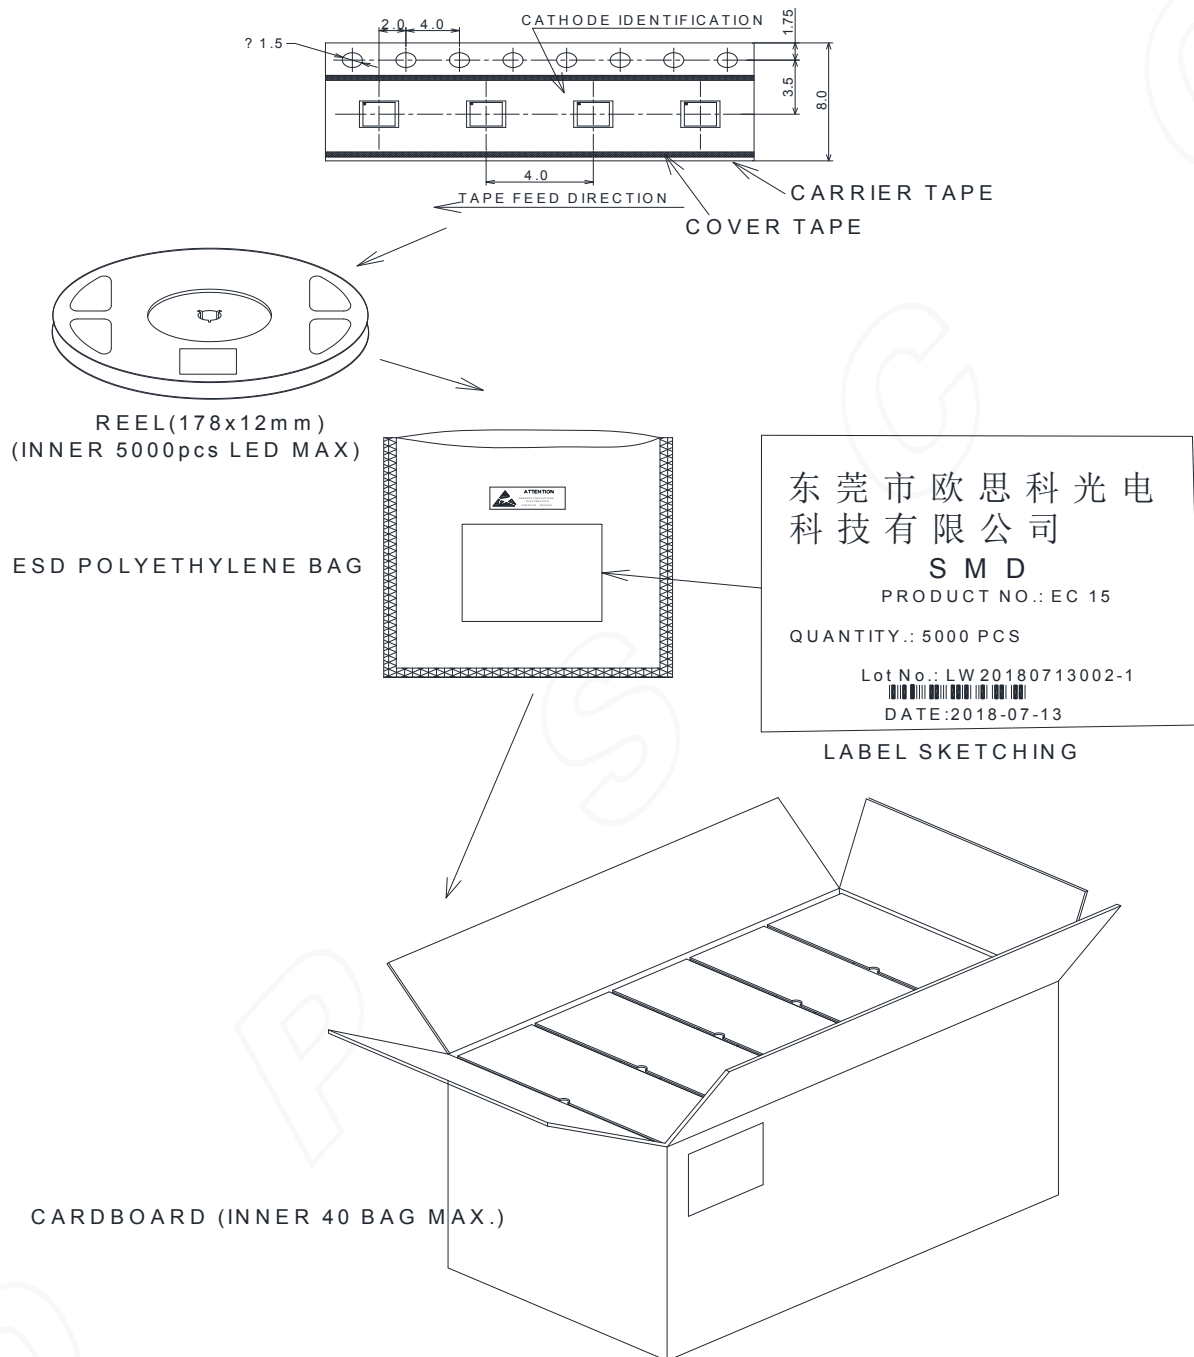 CATHODE IDENTIFICATION
2.0
4.0
1.75
? 1.5
3.5
8.0
4.0
TAPE FEED DIRECTION
CARRIER TAPE
COVER TAPE
REEL(178x12mm)
(INNER 5000pcs LED MAX)
ATTENTION
ESD POLYETHYLENE BAG
东莞市欧思科光电
科技有限公司
SMD
PRODUCT NO.: EC 15
QUANTITY.: 5000 PCS
Lot No.: LW20180713002-1
DATE:2018-07-13
LABEL SKETCHING
CARDBOARD (INNER 40 BAG MAX.)
O P S C O